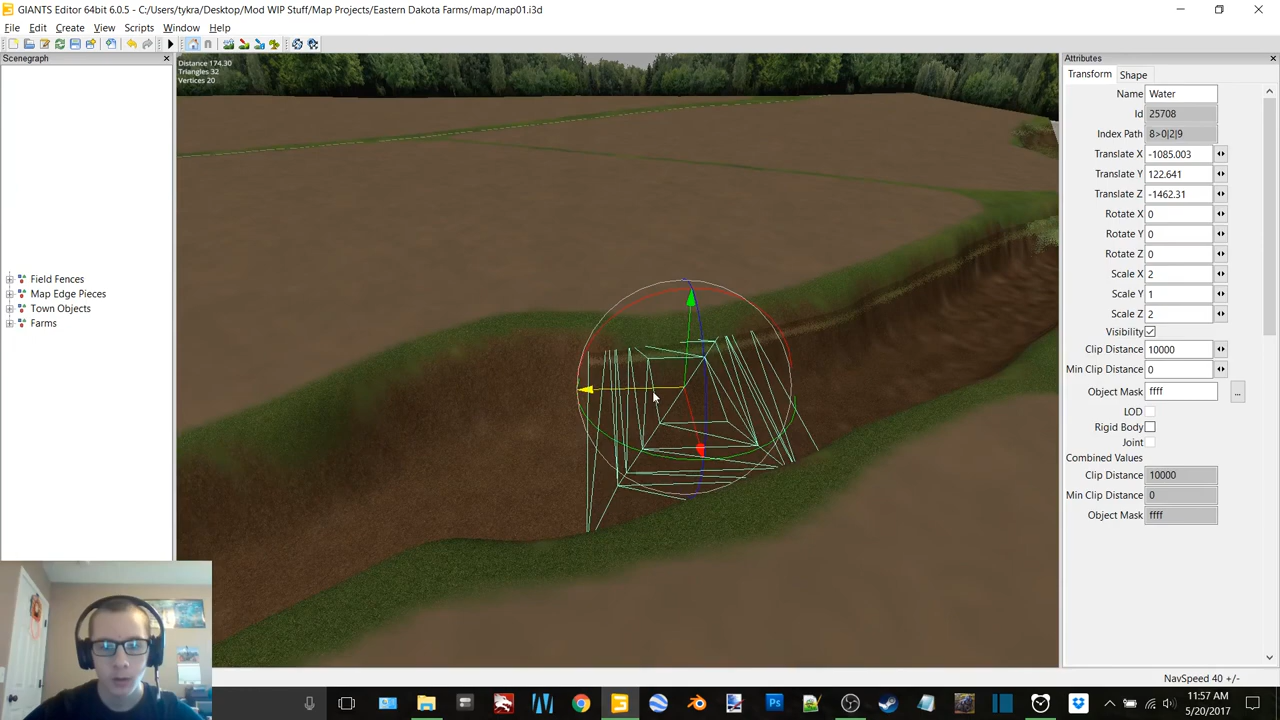 GIANTS Editor 64bit 6.0.5 - C:/Users/tykra/Desktop/Mod WIP Stuff/Map Projects/Eastern Dakota Farms/map/map01.i3d
File Edit Create View Scripts Window Help
Scenegraph
Field Fences
Map Edge Pieces
Town Objects
Farms
Distance 174.30
Triangles 32
Vertices 20
Attributes
Transform Shape
Name Water
Id 25708
Index Path 8>0|2|9
Translate X -1085.003
Translate Y 122.641
Translate Z -1462.31
Rotate X 0
Rotate Y 0
Rotate Z 0
Scale X 2
Scale Y 1
Scale Z 2
Visibility
Clip Distance 10000
Min Clip Distance 0
Object Mask ffff ...
LOD
Rigid Body
Joint
Combined Values
Clip Distance 10000
Min Clip Distance 0
Object Mask ffff
NavSpeed 40 +/-
11:57 AM
5/20/2017